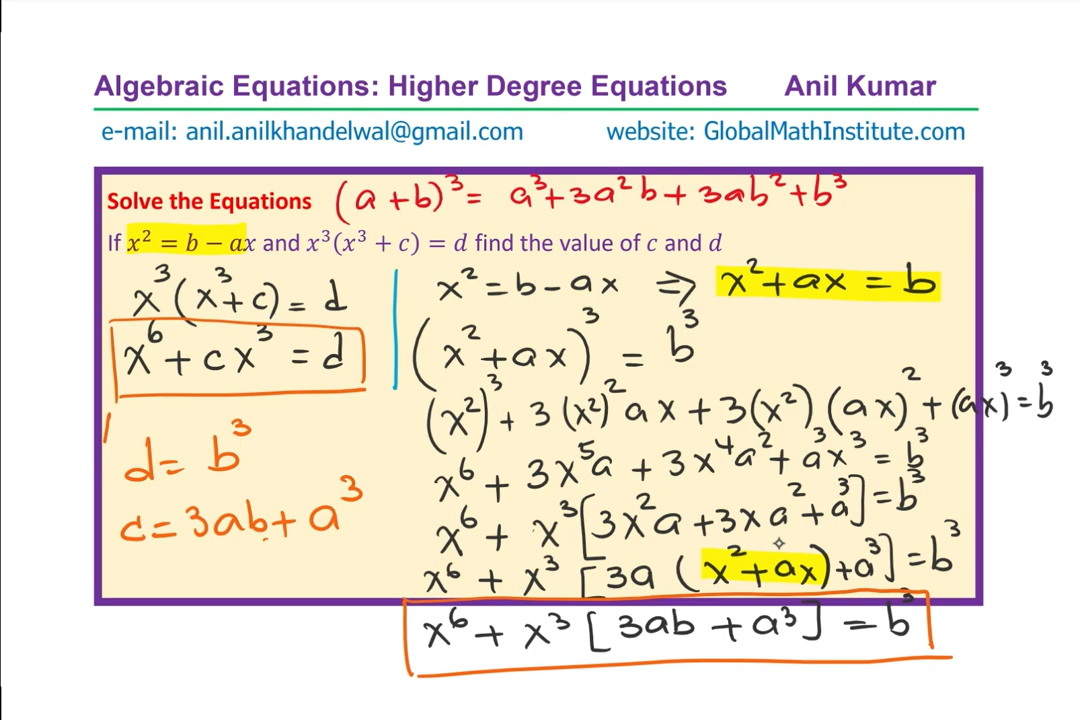 Algebraic Equations: Higher Degree Equations Anil Kumar
e-mail: anil.anilkhandelwal@gmail.com website: GlobalMathInstitute.com
Solve the Equations (a+b)³ = a³+3a²b+3ab²+b³
If x² = b − ax and x³(x³ + c) = d find the value of c and d
x³(x³+c) = d
x⁶+cx³ = d
d = b³
c = 3ab+a³
x² = b − ax ⇒ x²+ax = b
(x²+ax)³ = b³
(x²)³ + 3(x²)²ax + 3(x²)(ax)² + (ax)³ = b³
x⁶ + 3x⁵a + 3x⁴a² + a³x³ = b³
x⁶ + x³[3x²a+3xa²+a³] = b³
x⁶ + x³[3a(x²+ax)+a³] = b³
x⁶ + x³[3ab+a³] = b³